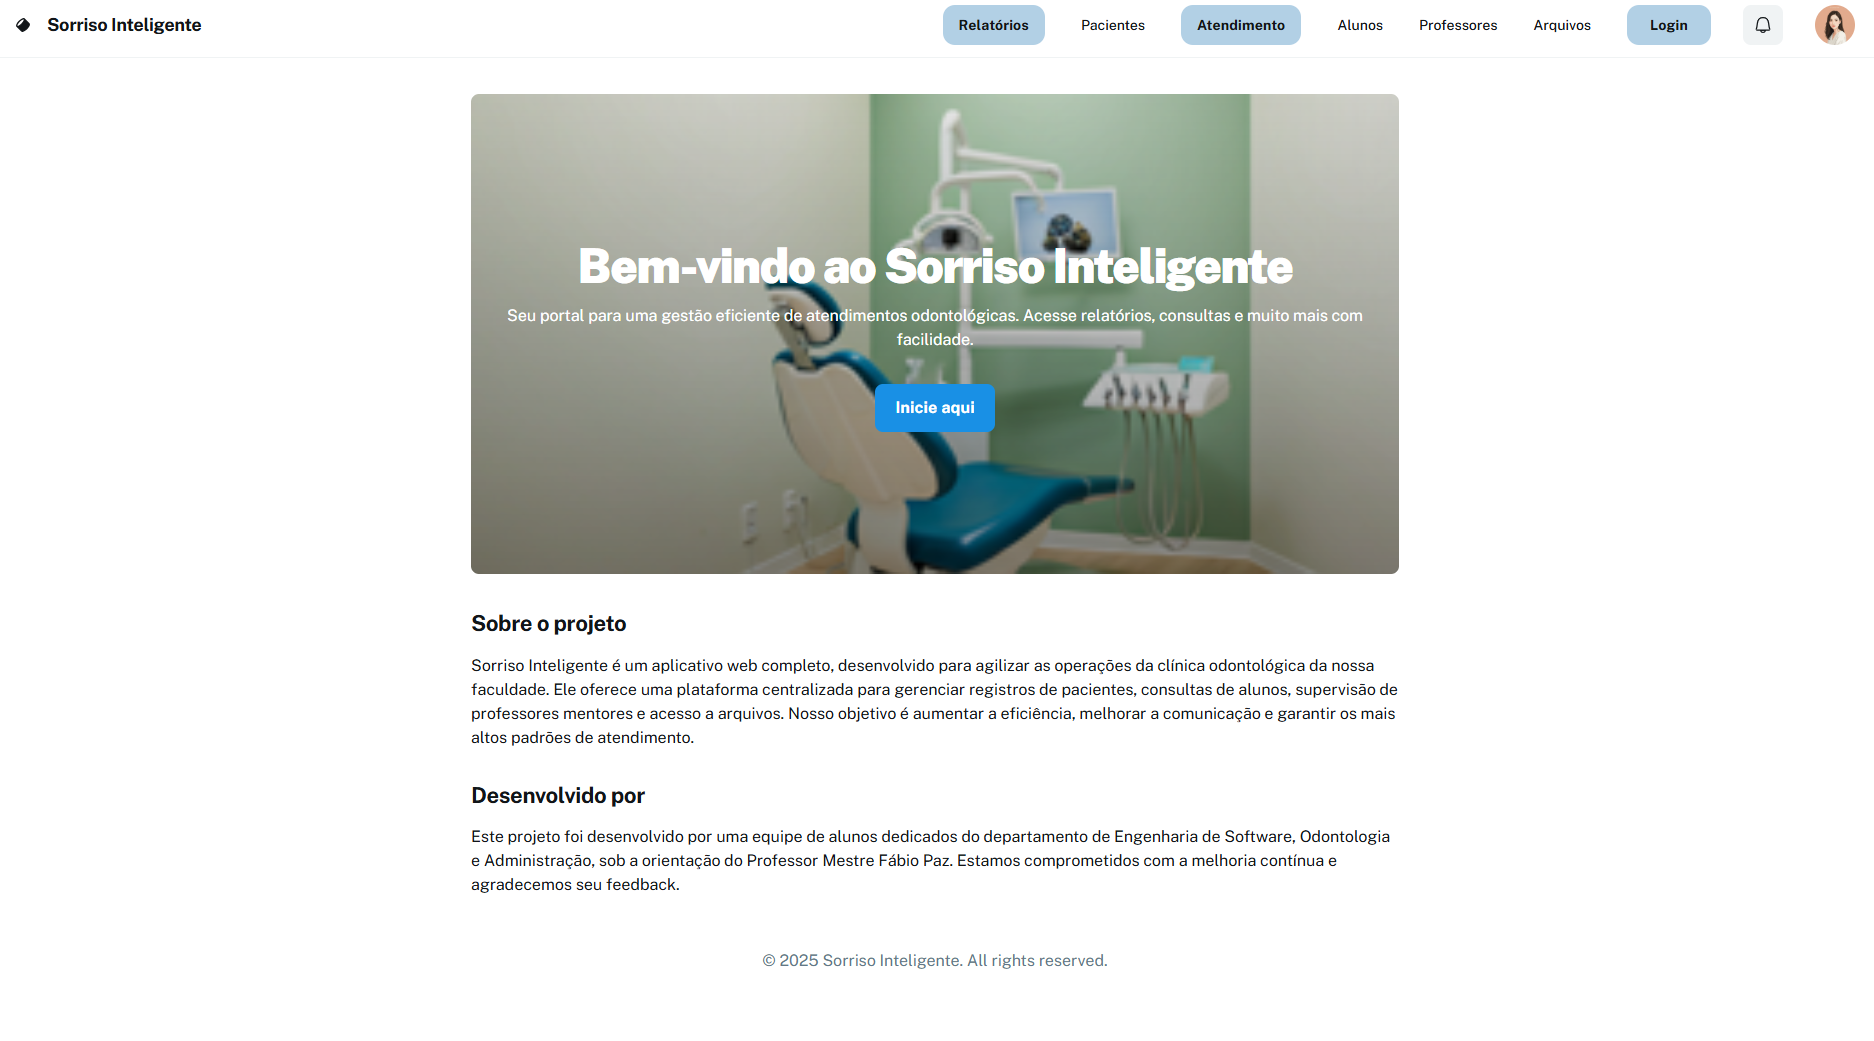 Sorriso Inteligente
Relatórios
Pacientes
Atendimento
Alunos
Professores
Arquivos
Login
Bem-vindo ao Sorriso Inteligente
Seu portal para uma gestão eficiente de atendimentos odontológicas. Acesse relatórios, consultas e muito mais com
facilidade.
Inicie aqui
Sobre o projeto
Sorriso Inteligente é um aplicativo web completo, desenvolvido para agilizar as operações da clínica odontológica da nossa
faculdade. Ele oferece uma plataforma centralizada para gerenciar registros de pacientes, consultas de alunos, supervisão de
professores mentores e acesso a arquivos. Nosso objetivo é aumentar a eficiência, melhorar a comunicação e garantir os mais
altos padrões de atendimento.
Desenvolvido por
Este projeto foi desenvolvido por uma equipe de alunos dedicados do departamento de Engenharia de Software, Odontologia
e Administração, sob a orientação do Professor Mestre Fábio Paz. Estamos comprometidos com a melhoria contínua e
agradecemos seu feedback.
© 2025 Sorriso Inteligente. All rights reserved.